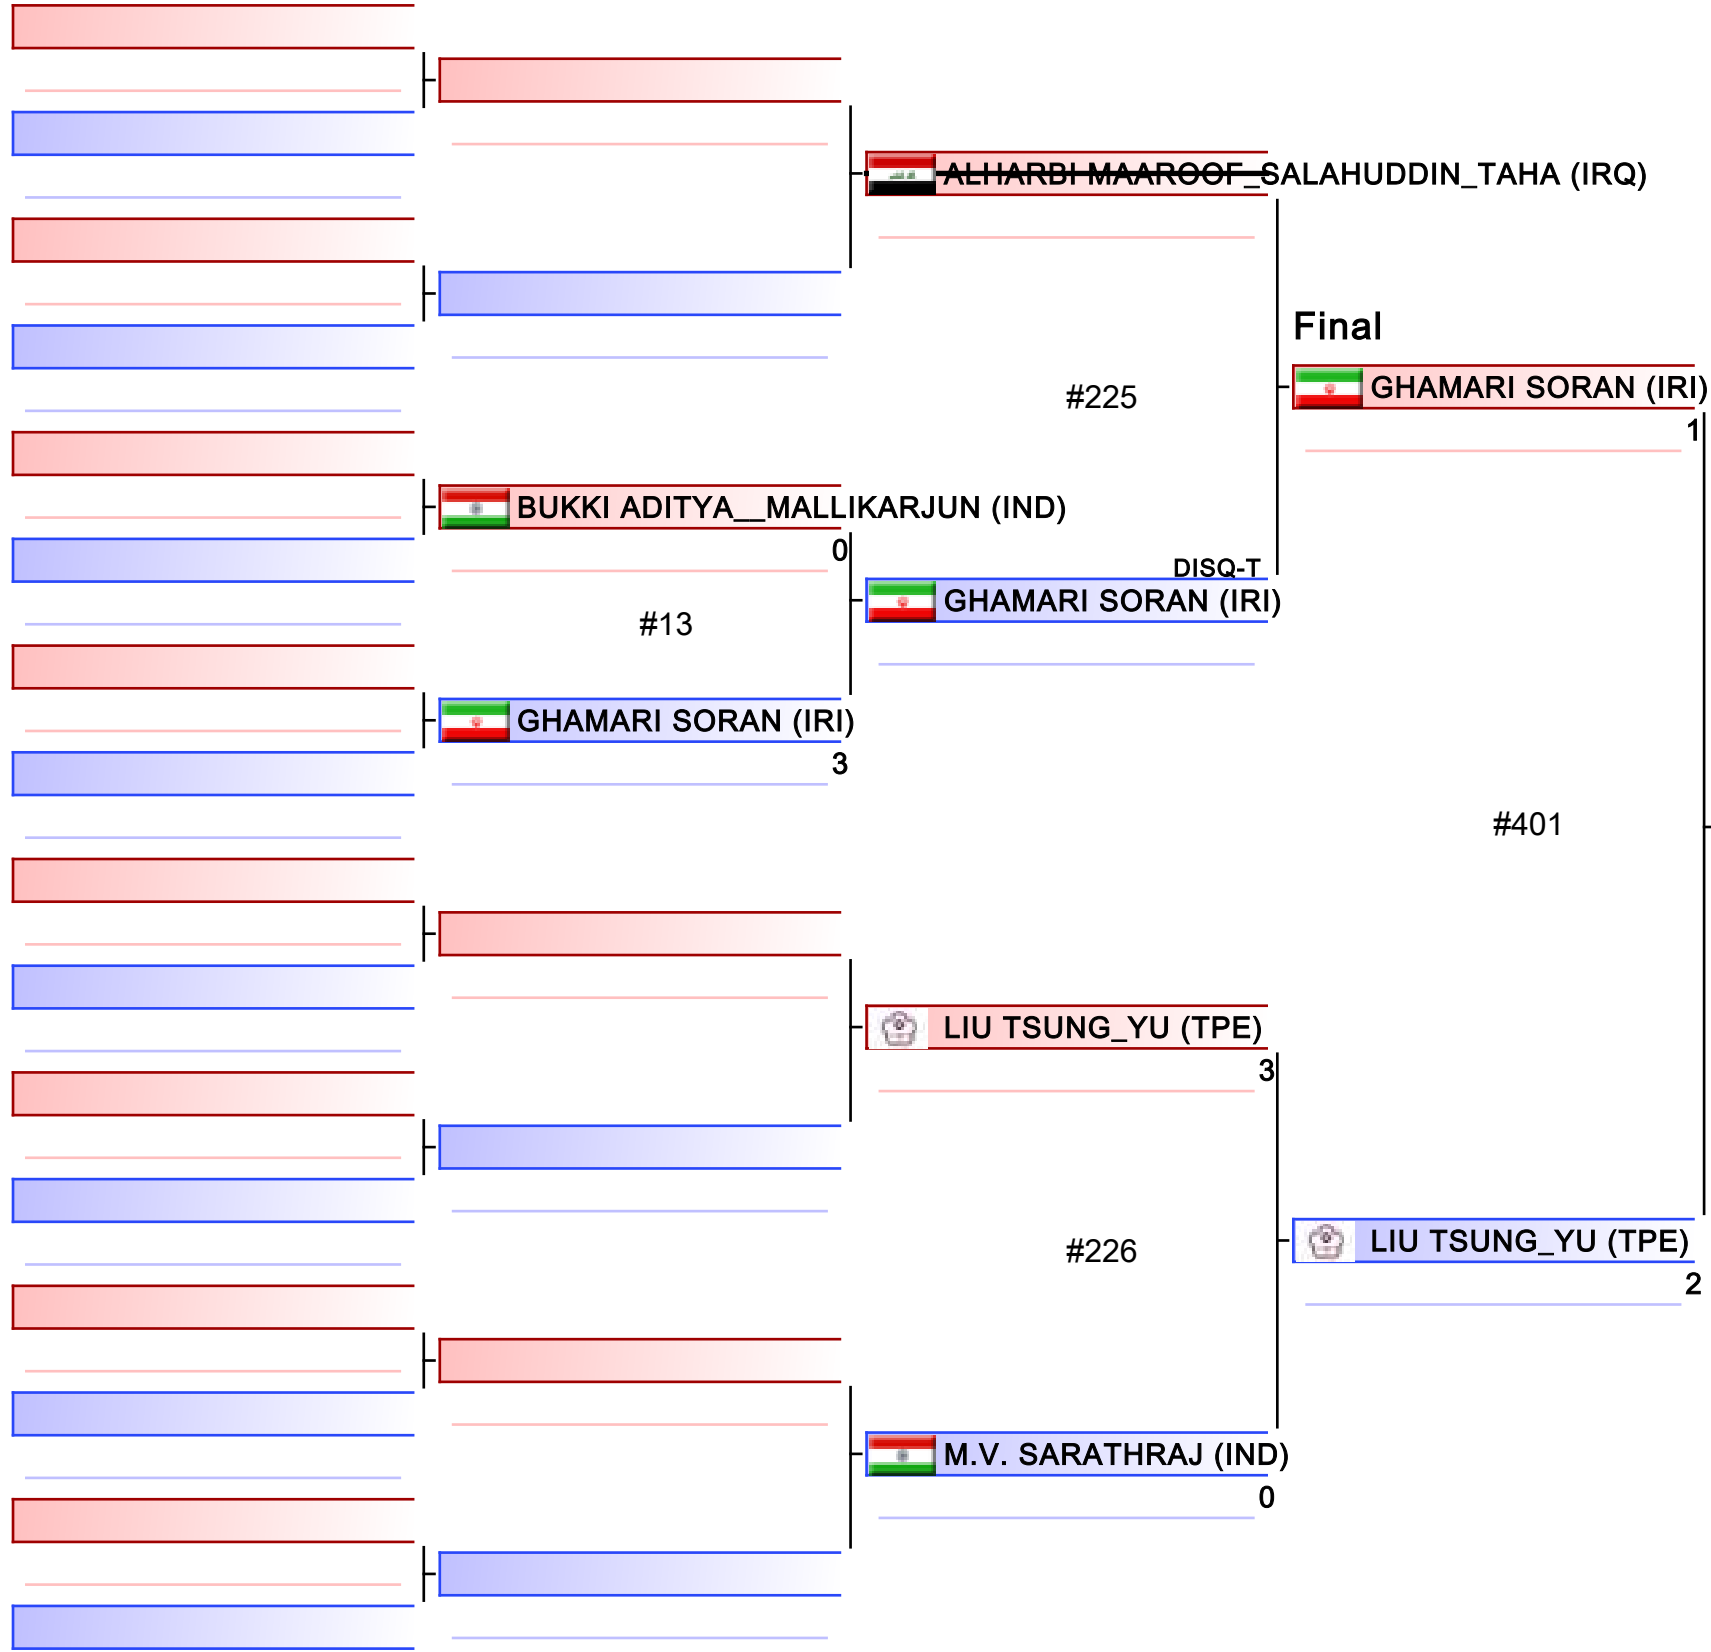 ALHARBI MAAROOF_SALAHUDDIN_TAHA (IRQ)
Final
GHAMARI SORAN (IRI)
#225
1
BUKKI ADITYA__MALLIKARJUN (IND)
0
DISQ-T
GHAMARI SORAN (IRI)
#13
GHAMARI SORAN (IRI)
3
#401
LIU TSUNG_YU (TPE)
3
#226
LIU TSUNG_YU (TPE)
2
M.V. SARATHRAJ (IND)
0